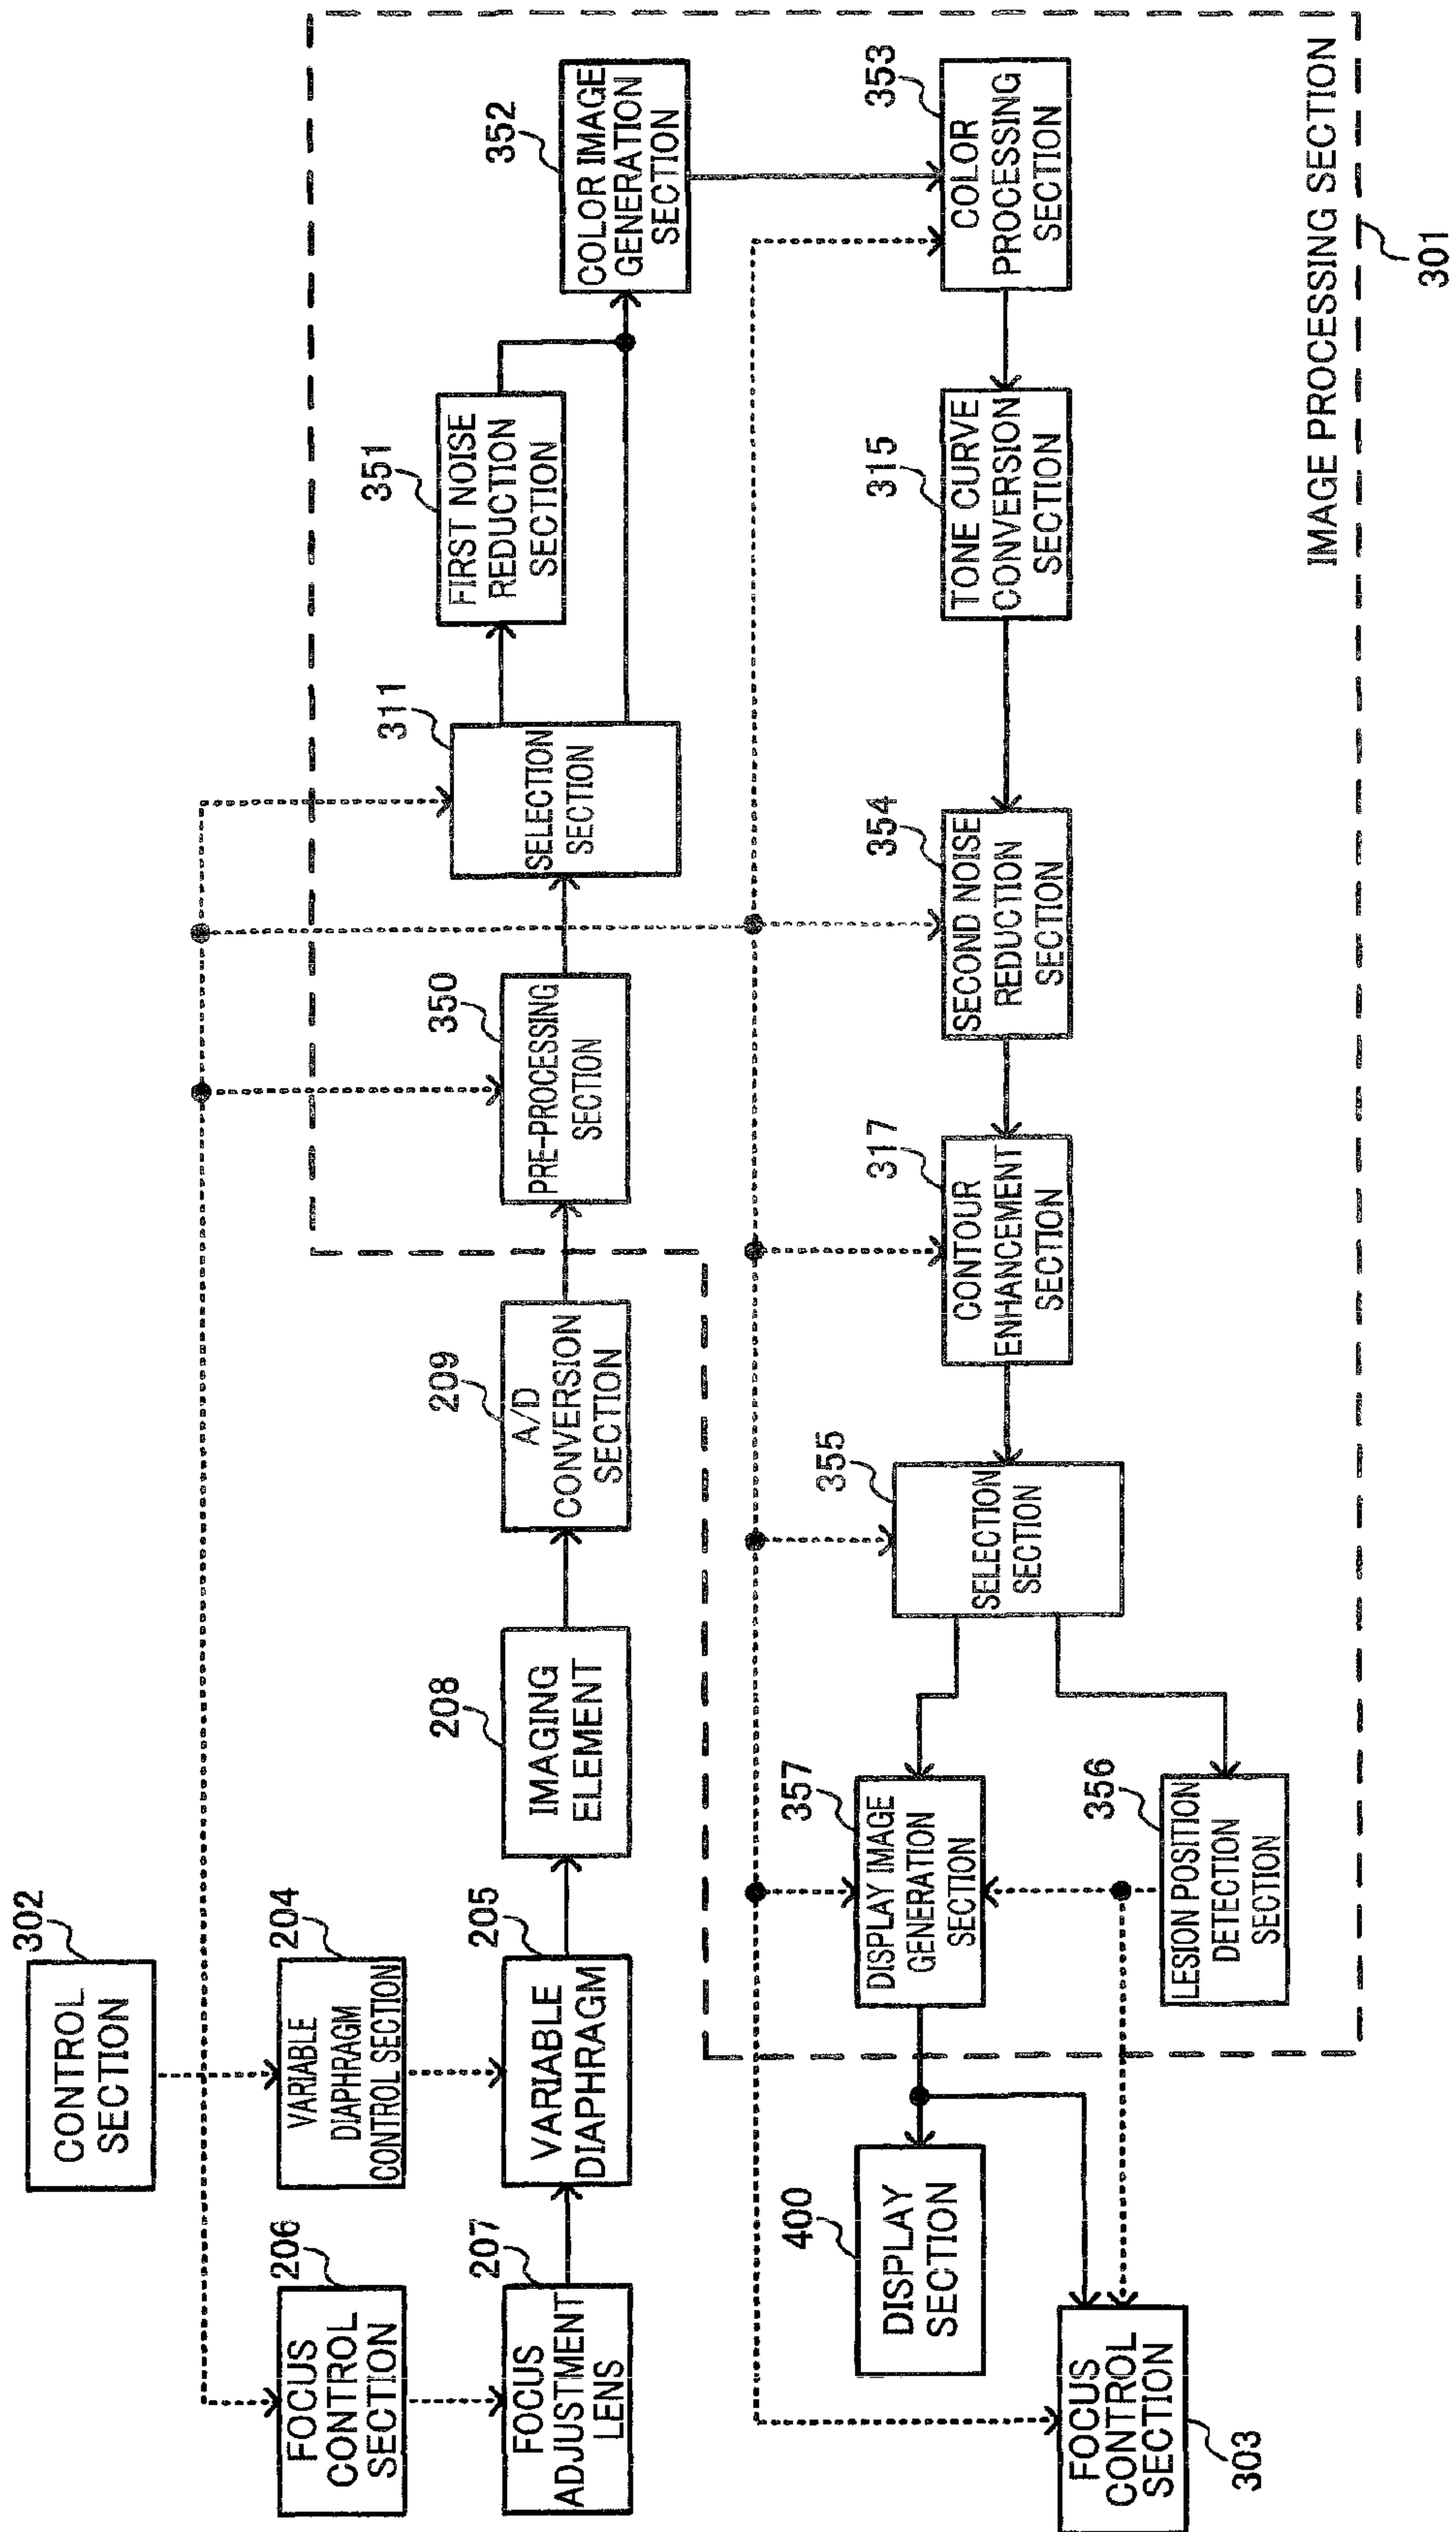 302
CONTROL
SECTION
206
FOCUS
CONTROL
SECTION
204
VARIABLE
DIAPHRAGM
CONTROL SECTION
207
FOCUS
ADJUSTMENT
LENS
205
VARIABLE
DIAPHRAGM
208
IMAGING
ELEMENT
209
A/D
CONVERSION
SECTION
350
PRE-PROCESSING
SECTION
311
SELECTION
SECTION
351
FIRST NOISE
REDUCTION
SECTION
352
COLOR IMAGE
GENERATION
SECTION
353
COLOR
PROCESSING
SECTION
315
TONE CURVE
CONVERSION
SECTION
354
SECOND NOISE
REDUCTION
SECTION
317
CONTOUR
ENHANCEMENT
SECTION
355
SELECTION
SECTION
357
DISPLAY IMAGE
GENERATION
SECTION
356
LESION POSITION
DETECTION
SECTION
400
DISPLAY
SECTION
FOCUS
CONTROL
SECTION
303
IMAGE PROCESSING SECTION
301